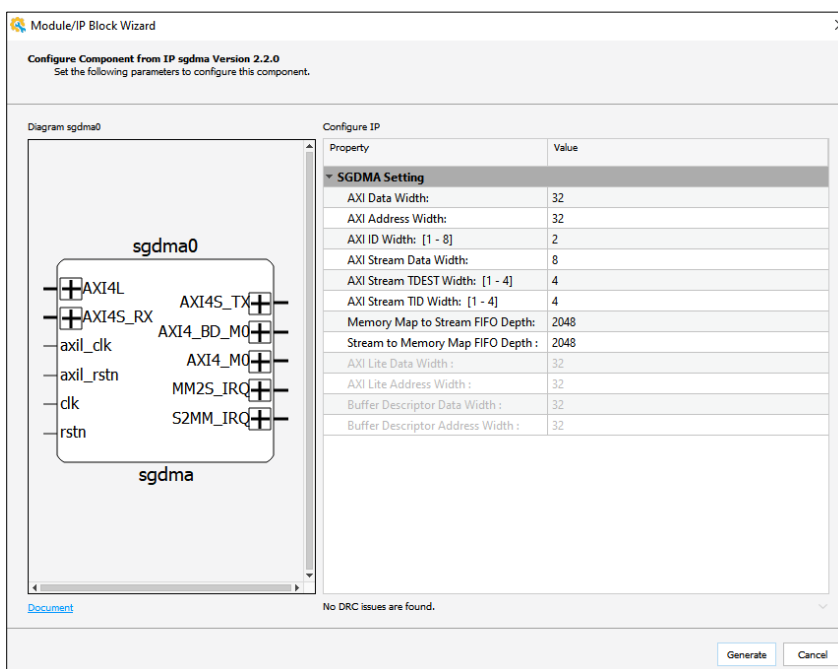 Module/IP Block Wizard
Configure Component from IP sgdma Version 2.2.0
Set the following parameters to configure this component.
Diagram sgdma0
sgdma0
AXI4L
AXI4S_RX
axil_clk
axil_rstn
clk
rstn
AXI4S_TX
AXI4_BD_M0
AXI4_M0
MM2S_IRQ
S2MM_IRQ
sgdma
Document
Configure IP
Property Value
SGDMA Setting
AXI Data Width: 32
AXI Address Width: 32
AXI ID Width: [1 - 8] 2
AXI Stream Data Width: 8
AXI Stream TDEST Width: [1 - 4] 4
AXI Stream TID Width: [1 - 4] 4
Memory Map to Stream FIFO Depth: 2048
Stream to Memory Map FIFO Depth : 2048
AXI Lite Data Width : 32
AXI Lite Address Width : 32
Buffer Descriptor Data Width : 32
Buffer Descriptor Address Width : 32
No DRC issues are found.
Generate Cancel